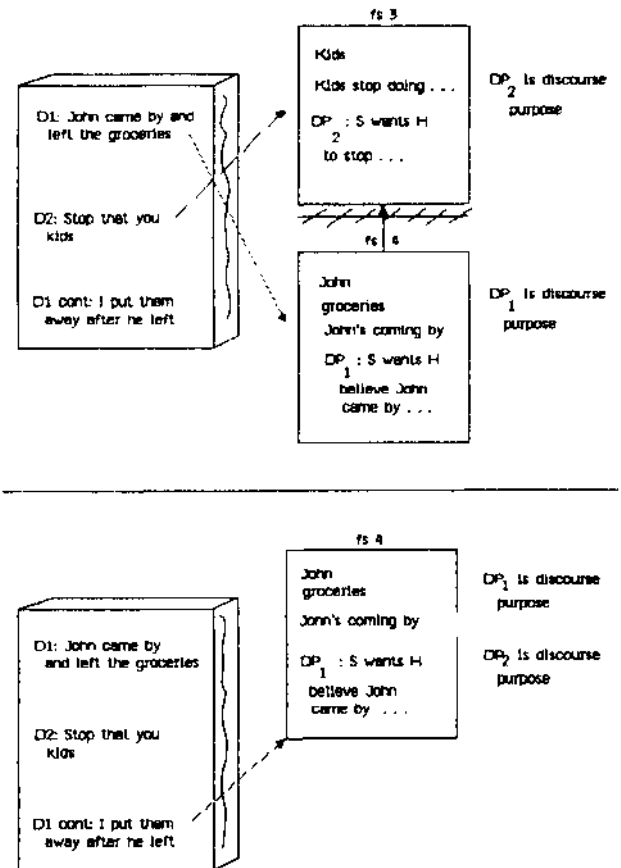 fs 3
D1: John came by and
left the groceries
D2: Stop that you
kids
D1 cont: I put them
away after he left
Kids
Kids stop doing . . .
DP2 : S wants H
to stop . . .
DP2 is discourse
purpose
fs 4
John
groceries
John's coming by
DP1 : S wants H
believe John
came by . . .
DP1 is discourse
purpose
fs 4
D1: John came by
and left the groceries
D2: Stop that you
kids
D1 cont: I put them
away after he left
John
groceries
John's coming by
DP1 : S wants H
believe John
came by . . .
DP1 is discourse
purpose
DP2 is discourse
purpose